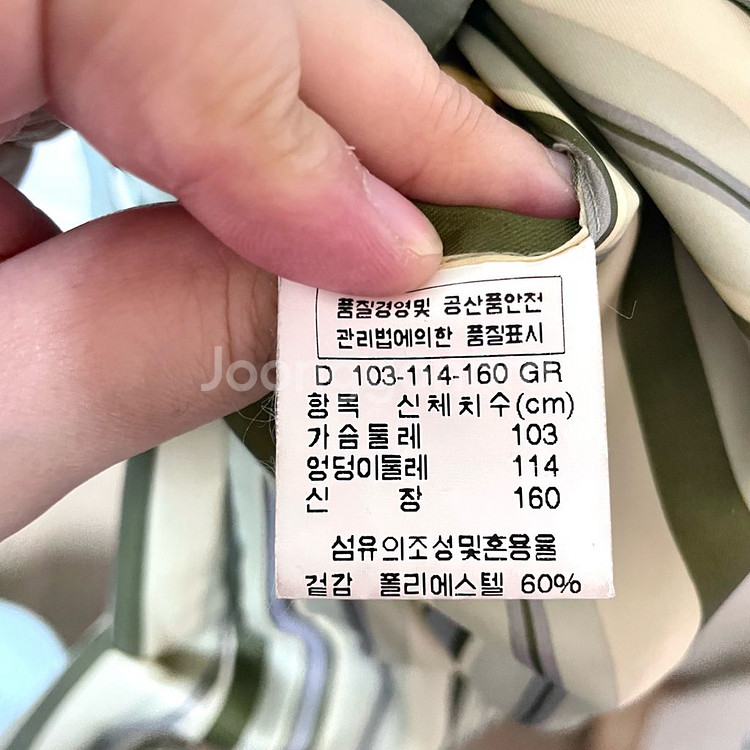 품질경영및 공산품안전
관리법에의한 품질표시
D 103-114-160 GR
항목 신체치수(cm)
가슴둘레 103
엉덩이둘레 114
신 장 160
섬유의조성및혼용율
겉감 폴리에스텔 60%